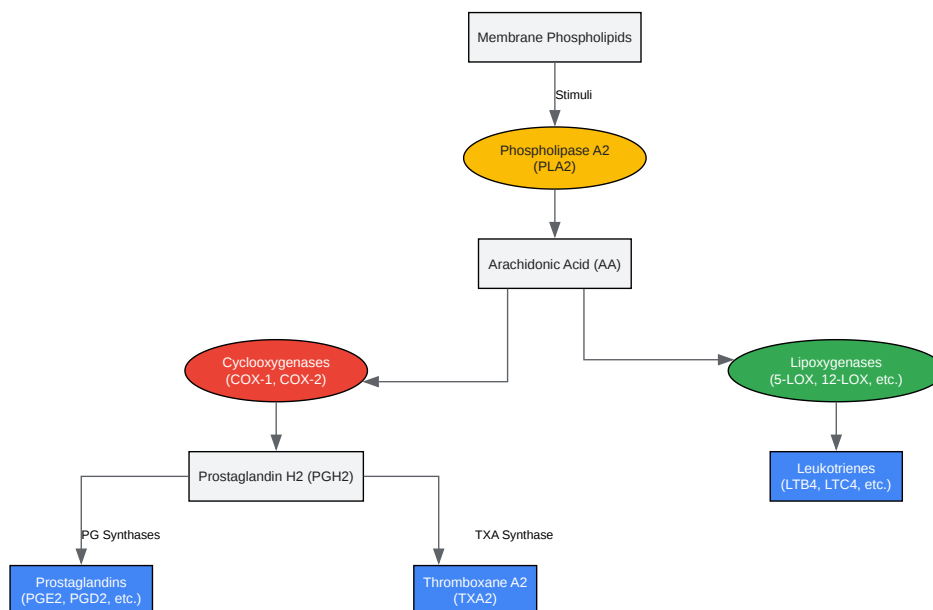 Membrane Phospholipids
Stimuli
Phospholipase A2
(PLA2)
Arachidonic Acid (AA)
Cyclooxygenases
(COX-1, COX-2)
Lipoxygenases
(5-LOX, 12-LOX, etc.)
Prostaglandin H2 (PGH2)
Leukotrienes
(LTB4, LTC4, etc.)
PG Synthases
TXA Synthase
Prostaglandins
(PGE2, PGD2, etc.)
Thromboxane A2
(TXA2)